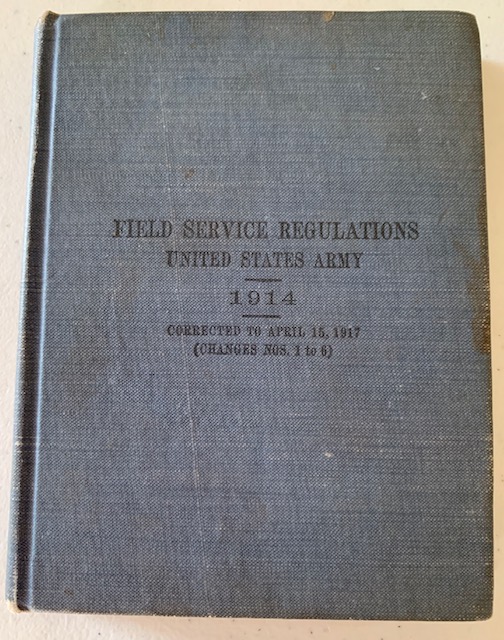 FIELD SERVICE REGULATIONS
UNITED STATES ARMY
1914
CORRECTED TO APRIL 15, 1917
(CHANGES NOS. 1 to 6)